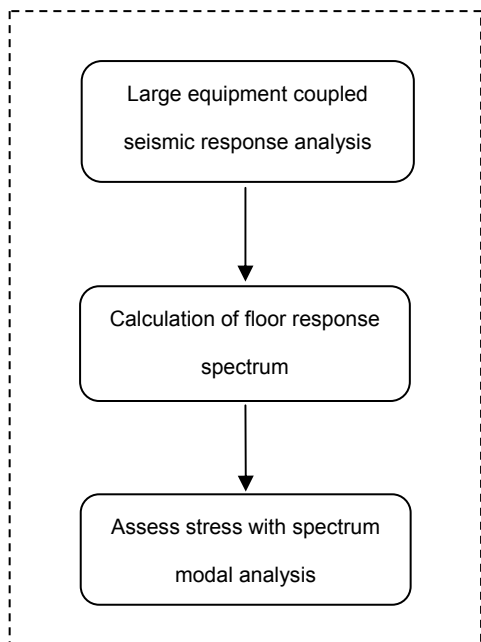 Large equipment coupled
seismic response analysis
Calculation of floor response
spectrum
Assess stress with spectrum
modal analysis